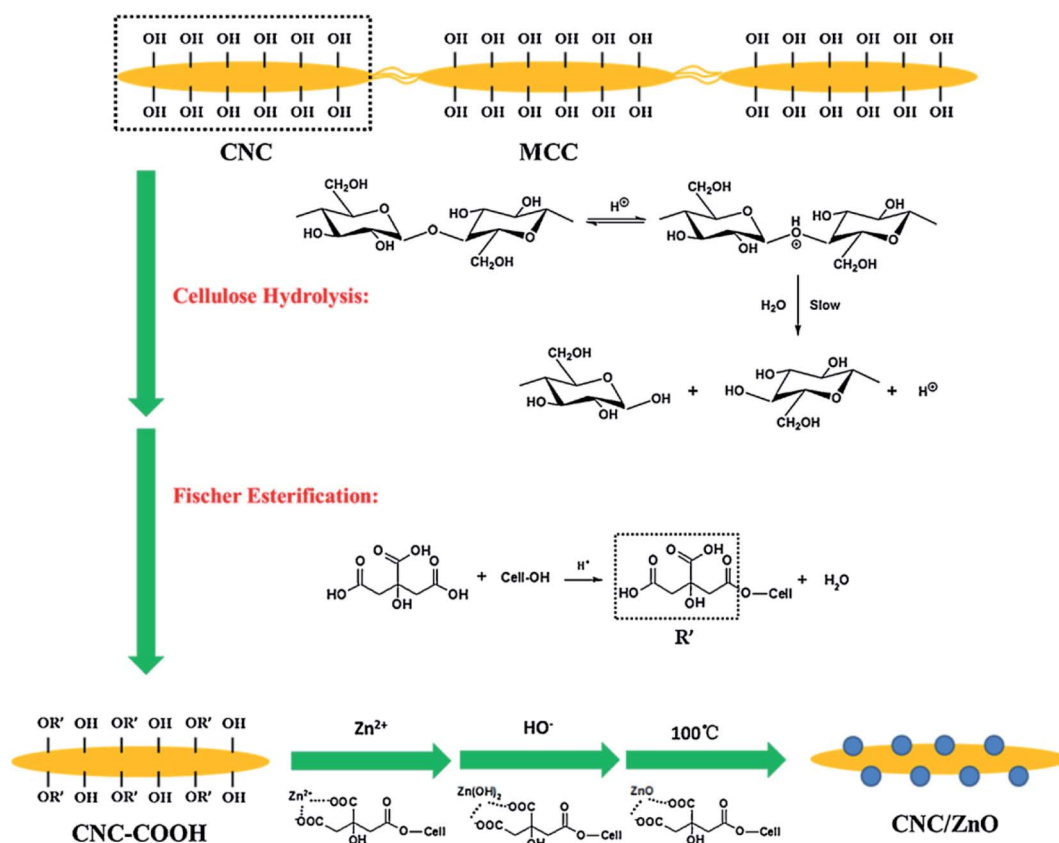 OH OH OH OH OH OH OH OH OH OH OH OH OH OH OH OH OH OH
OH OH OH OH OH OH OH OH OH OH OH OH OH OH OH OH OH OH
CNC MCC
CH₂OH OH CH₂OH OH
O HO OH H⊕ O HO OH
HO O O HO H O O
HO OH HO OH ⊕
CH₂OH CH₂OH
Cellulose Hydrolysis:
H₂O Slow
CH₂OH OH
O HO OH
HO OH + HO O + H⊕
HO OH
CH₂OH
Fischer Esterification:
O OH O OH
O O O O
HO OH + Cell-OH H⁺ HO O—Cell + H₂O
OH OH
R'
OR' OH OR' OH OR' OH Zn²⁺ HO⁻ 100℃
OR' OH OR' OH OR' OH
Zn²⁺ OOC O Zn(OH)₂ OOC O ZnO OOC O
OOC O—Cell OOC O—Cell OOC O—Cell
OH OH OH
CNC-COOH CNC/ZnO